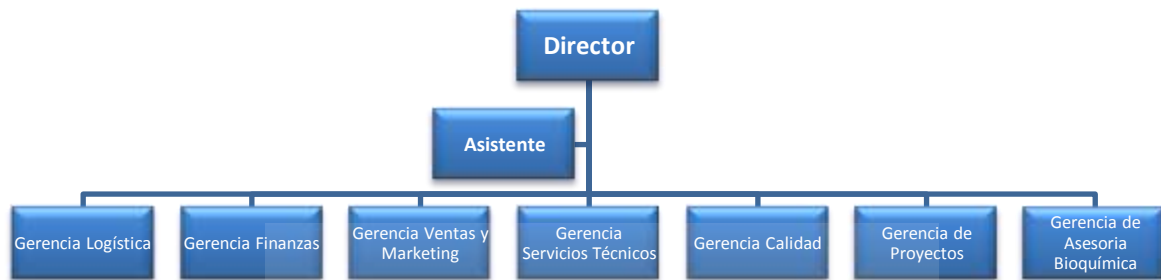 Director
Asistente
Gerencia Logística
Gerencia Finanzas
Gerencia Ventas y
Marketing
Gerencia
Servicios Técnicos
Gerencia Calidad
Gerencia de
Proyectos
Gerencia de
Asesoria
Bioquímica